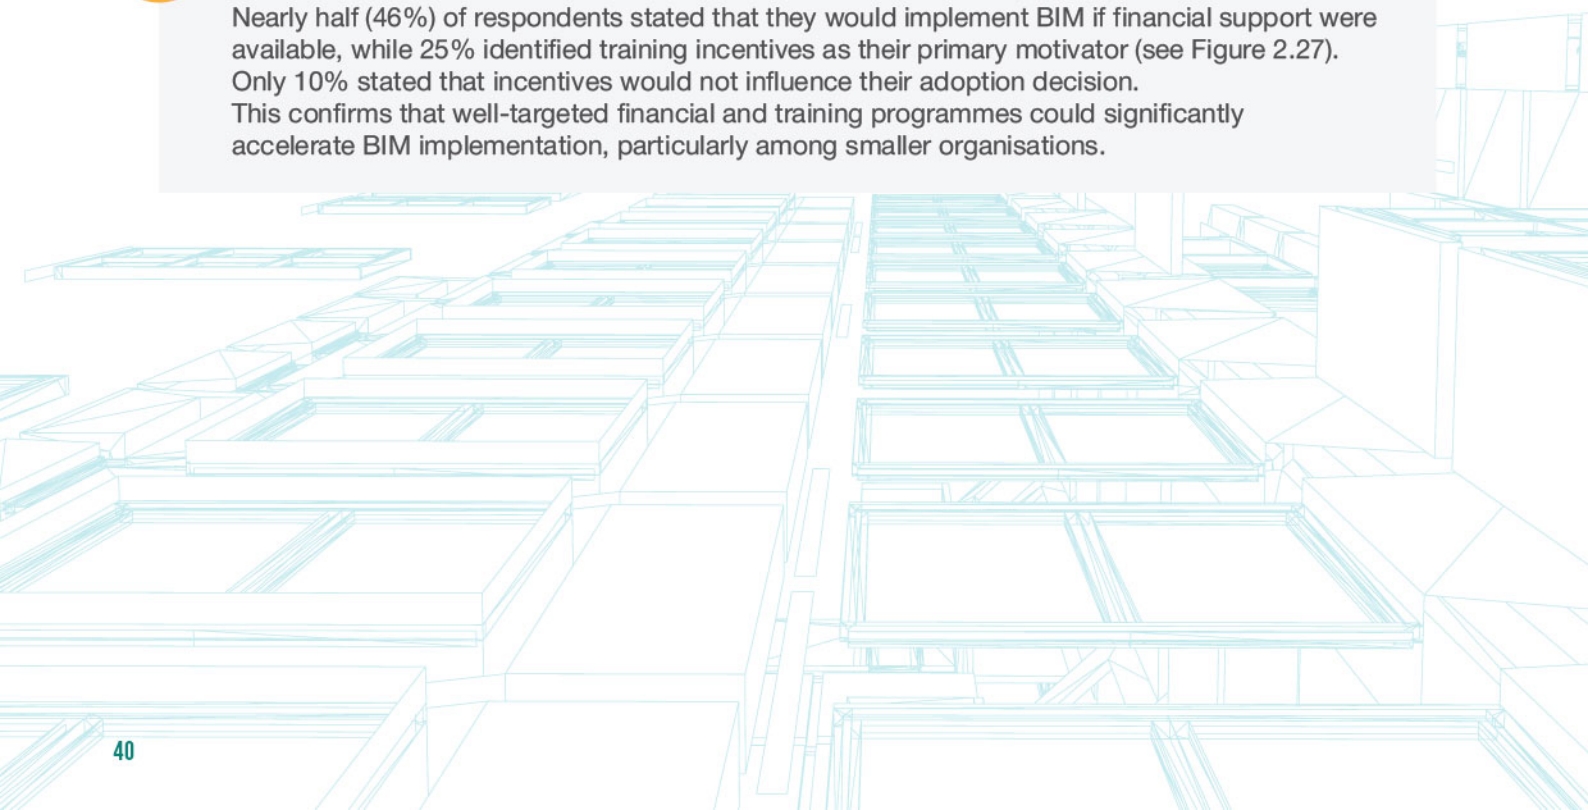 Nearly half (46%) of respondents stated that they would implement BIM if financial support were
available, while 25% identified training incentives as their primary motivator (see Figure 2.27).
Only 10% stated that incentives would not influence their adoption decision.
This confirms that well-targeted financial and training programmes could significantly
accelerate BIM implementation, particularly among smaller organisations.
40